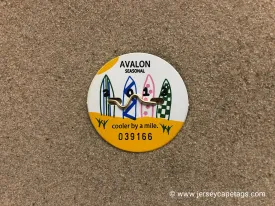 AVALON
SEASONAL
cooler by a mile.
039166
© www.jerseycapetags.com